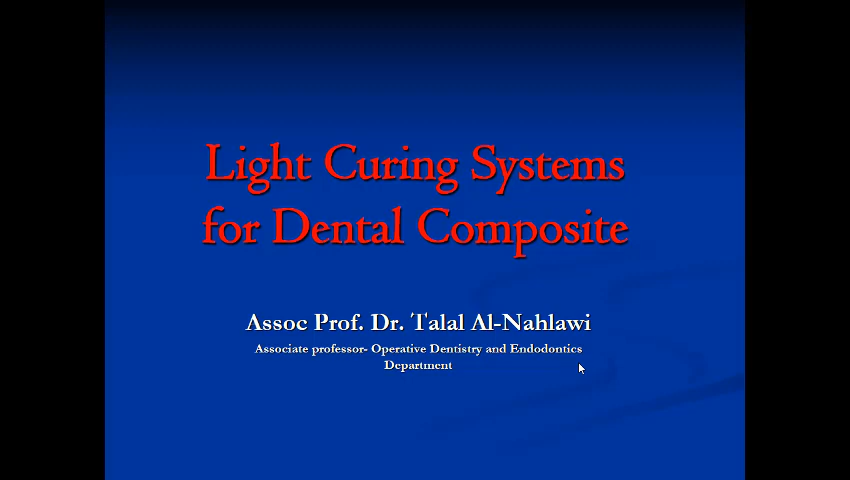 Light Curing Systems
for Dental Composite
Assoc Prof. Dr. Talal Al-Nahlawi
Associate professor- Operative Dentistry and Endodontics
Department